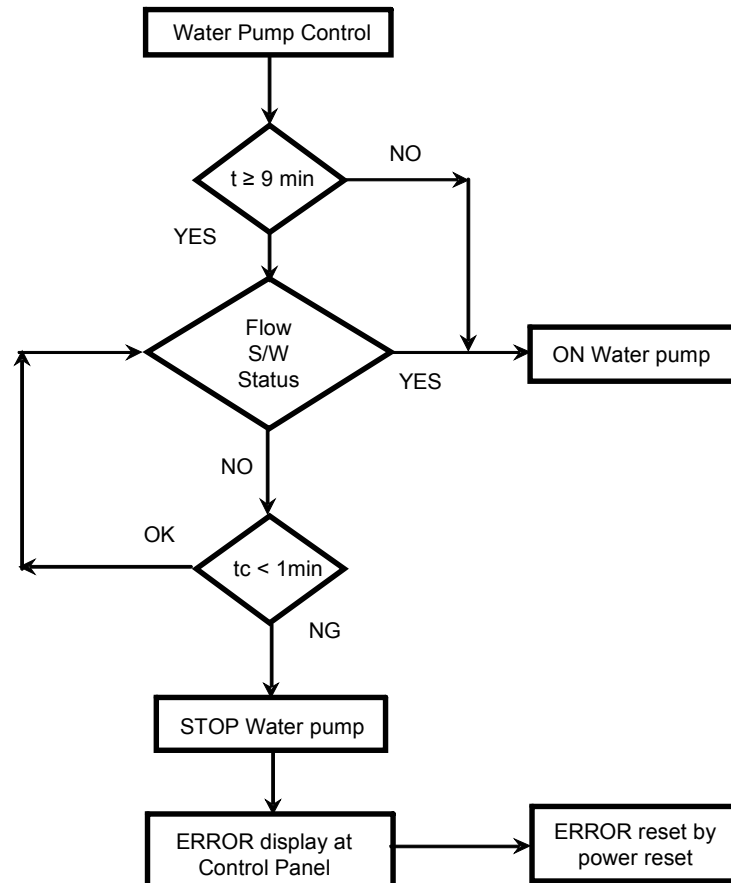 Water Pump Control
NO
t ≥ 9 min
YES
Flow
S/W
Status
ON Water pump
YES
NO
OK
tc < 1min
NG
STOP Water pump
ERROR display at
Control Panel
ERROR reset by
power reset